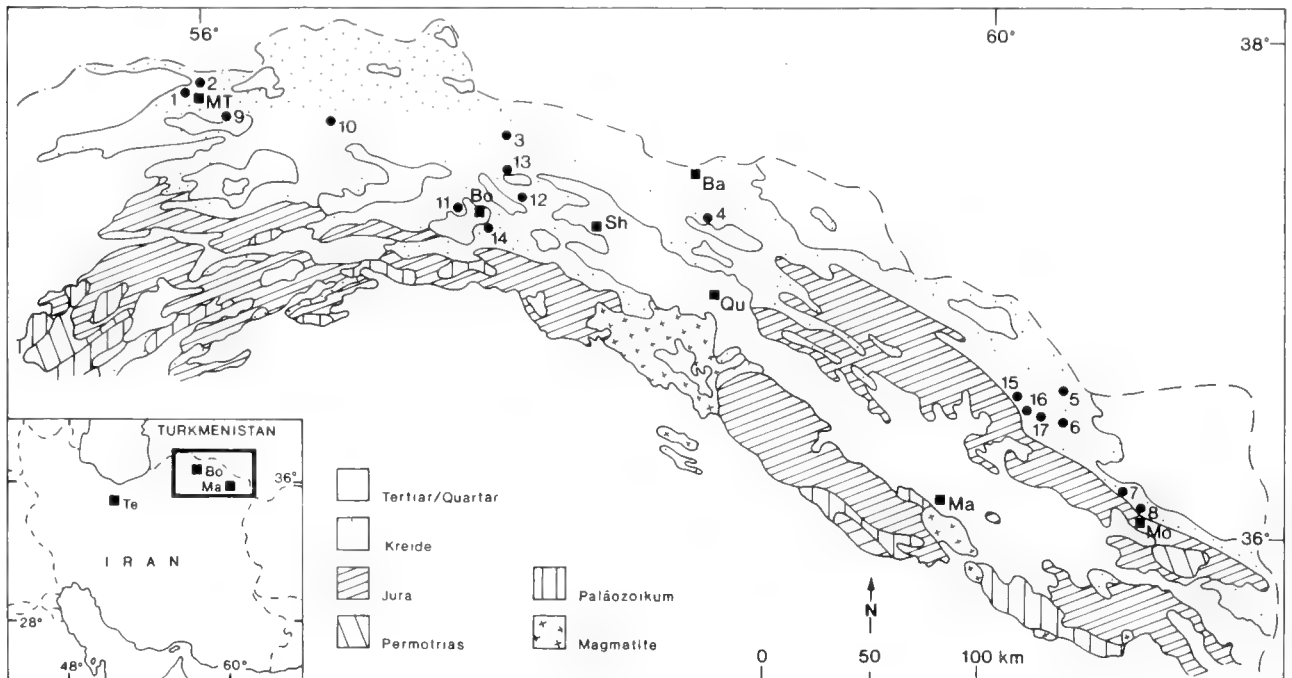 56°
60°
38°
2
1
MT
9
10
3
13
Ba
11
Bo
12
4
14
Sh
Qu
15
16
5
17
6
7
8
Ma
Mo
36°
TURKMENISTAN
Bo
Ma
36°
Te
I R A N
28°
48°
60°
Tertiar/Quartar
Kreide
Jura
Permotrias
Paläozoikum
Magmatite
N
0
50
100 km